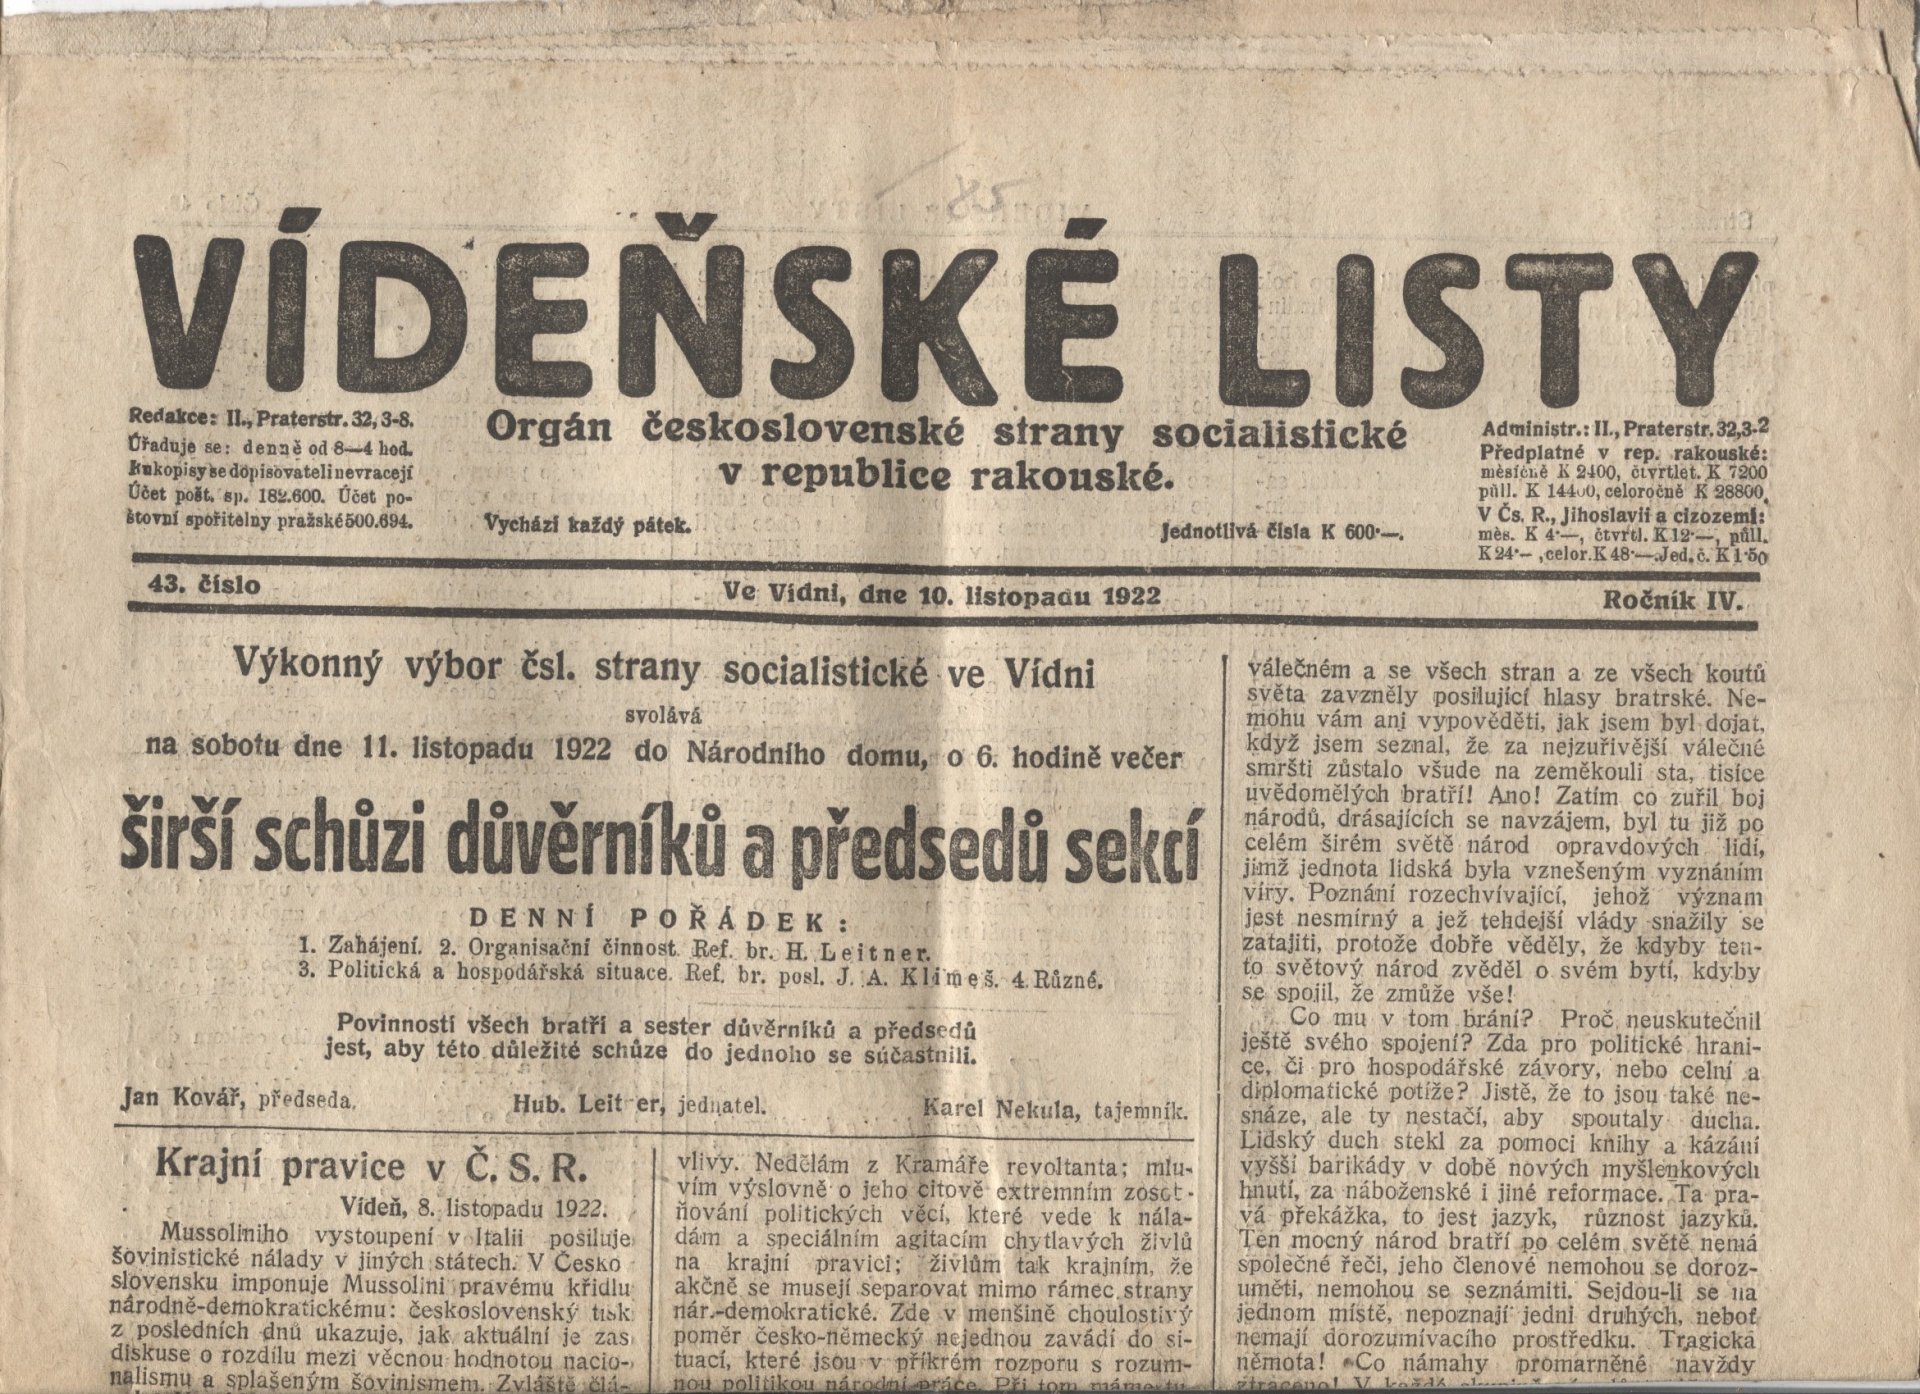 VÍDEŇSKÉ LISTY
Redakce: II., Praterstr. 32, 3-8.
Úřaduje se: denně od 8—4 hod.
Rukopisy se dopisovateli nevracejí
Účet pošt. sp. 182.600. Účet po-
štovní spořitelny pražské 500.694.
Orgán československé strany socialistické
v republice rakouské.
Vychází každý pátek.
Jednotlivá čísla K 600·—.
Administr.: II., Praterstr. 32, 3-2
Předplatné v rep. rakouské:
měsíčně K 2400, čtvrtlet. K 7200
půll. K 14400, celoročně K 28800.
V Čs. R., Jihoslavii a cizozemí:
měs. K 4·—, čtvrtl. K 12·—, půll.
K 24·— , celor. K 48·—. Jed. č. K 1·50
43. číslo
Ve Vídni, dne 10. listopadu 1922
Ročník IV.
Výkonný výbor čsl. strany socialistické ve Vídni
svolává
na sobotu dne 11. listopadu 1922 do Národního domu, o 6. hodině večer
širší schůzi důvěrníků a předsedů sekcí
DENNÍ POŘÁDEK:
1. Zahájení. 2. Organisační činnost. Ref. br. H. Leitner.
3. Politická a hospodářská situace. Ref. br. posl. J. A. Klimeš. 4. Různé.
Povinností všech bratří a sester důvěrníků a předsedů
jest, aby této důležité schůze do jednoho se súčastnili.
Jan Kovář, předseda.
Hub. Leitner, jednatel.
Karel Nekula, tajemník.
Krajní pravice v Č. S. R.
Vídeň, 8. listopadu 1922.
Mussoliniho vystoupení v Italii posiluje
šovinistické nálady v jiných státech. V Česko
slovensku imponuje Mussolini pravému křidlu
národně-demokratickému: československý tisk
z posledních dnů ukazuje, jak aktuální je zas
diskuse o rozdílu mezi věcnou hodnotou nacio-
nalismu a splašeným šovinismem. Zvláště člá-
vlivy. Nedělám z Kramáře revoltanta; mlu-
vím výslovně o jeho citově extremním zosob-
ňování politických věcí, které vede k nála-
dám a speciálním agitacím chytlavých živlů
na krajní pravici; živlům tak krajním, že
akčně se musejí separovat mimo rámec strany
nár.-demokratické. Zde v menšině choulostivý
poměr česko-německý nejednou zavádí do si-
tuací, které jsou v příkrém rozporu s rozum-
nou politikou národní práce. Při tom máme tu
válečném a se všech stran a ze všech koutů
světa zavzněly posilující hlasy bratrské. Ne-
mohu vám ani vypověděti, jak jsem byl dojat,
když jsem seznal, že za nejzuřivější válečné
smršti zůstalo všude na zeměkouli sta, tisíce
uvědomělých bratří! Ano! Zatím co zuřil boj
národů, drásajících se navzájem, byl tu již po
celém širém světě národ opravdových lidí,
jimž jednota lidská byla vznešeným vyznáním
víry. Poznání rozechvívající, jehož význam
jest nesmírný a jež tehdejší vlády snažily se
zatajiti, protože dobře věděly, že kdyby ten-
to světový národ zvěděl o svém bytí, kdyby
se spojil, že zmůže vše!
Co mu v tom brání? Proč neuskutečnil
ještě svého spojení? Zda pro politické hrani-
ce, či pro hospodářské závory, nebo celní a
diplomatické potíže? Jistě, že to jsou také ne-
snáze, ale ty nestačí, aby spoutaly ducha.
Lidský duch stekl za pomoci knihy a kázání
vyšší barikády v době nových myšlenkových
hnutí, za náboženské i jiné reformace. Ta pra-
vá překážka, to jest jazyk, různost jazyků.
Ten mocný národ bratří po celém světě nemá
společné řeči, jeho členové nemohou se doroz-
uměti, nemohou se seznámiti. Sejdou-li se na
jednom místě, nepoznají jedni druhých, neboť
nemají dorozumívacího prostředku. Tragická
němota! Co námahy promarněné navždy
ztraceno! V každé